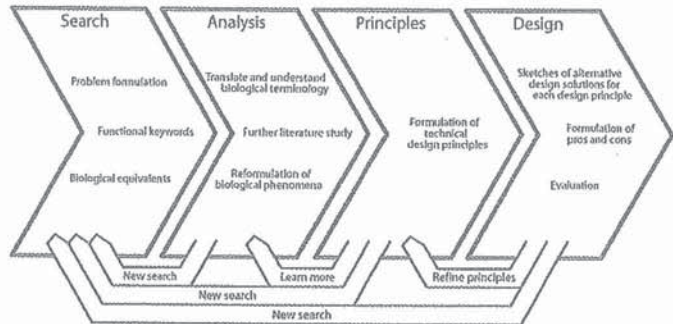 Search
Analysis
Principles
Design
Problem formulation
Functional keywords
Biological equivalents
Translate and understand
biological terminology
Further literature study
Reformulation of
biological phenomena
Formulation of
technical
design principles
Sketches of alternative
design solutions for
each design principle
Formulation of
pros and cons
Evaluation
New search
Learn more
Refine principles
New search
New search